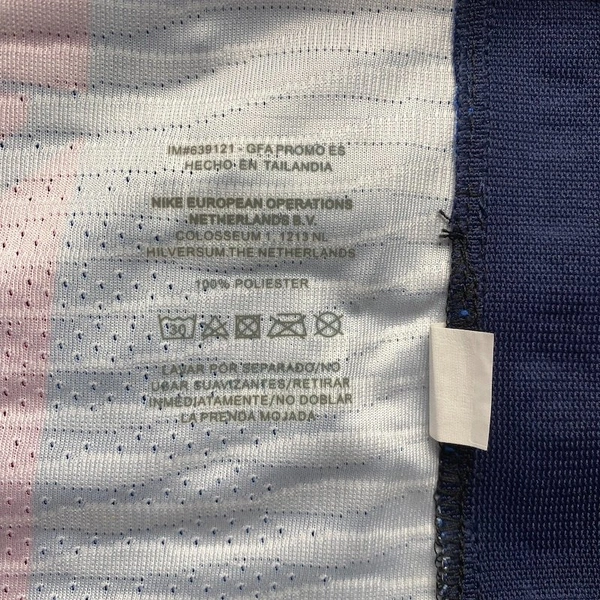 IM#639121 - GFA PROMO ES
HECHO EN TAILANDIA
NIKE EUROPEAN OPERATIONS
NETHERLANDS B.V.
COLOSSEUM 1, 1213 NL
HILVERSUM THE NETHERLANDS
100% POLIESTER
30
LAVAR POR SEPARADO/NO
USAR SUAVIZANTES/RETIRAR
INMEDIATAMENTE/NO DOBLAR
LA PRENDA MOJADA